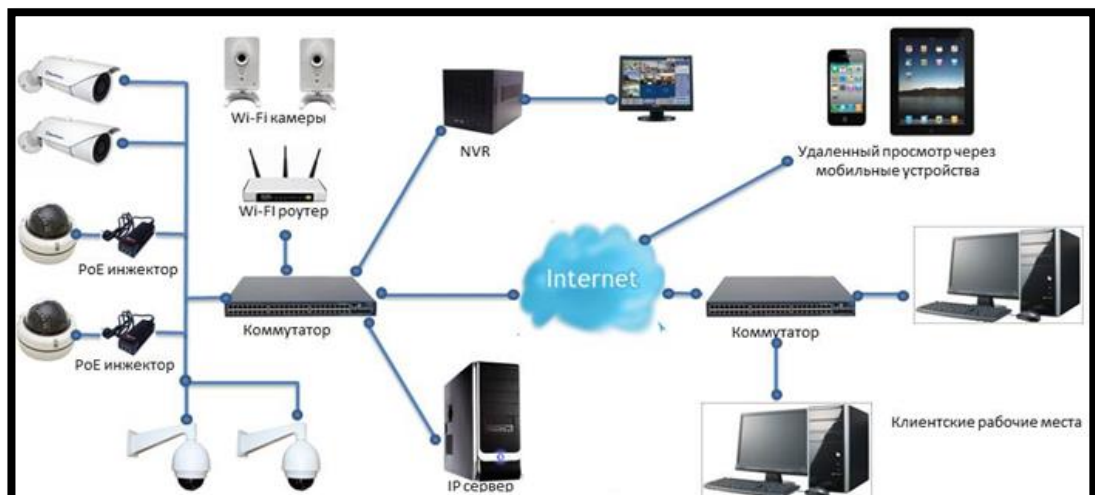 Wi-Fi камеры
NVR
Удаленный просмотр через
мобильные устройства
Wi-FI роутер
PoE инжектор
Internet
Коммутатор
Коммутатор
PoE инжектор
Клиентские рабочие места
IP сервер